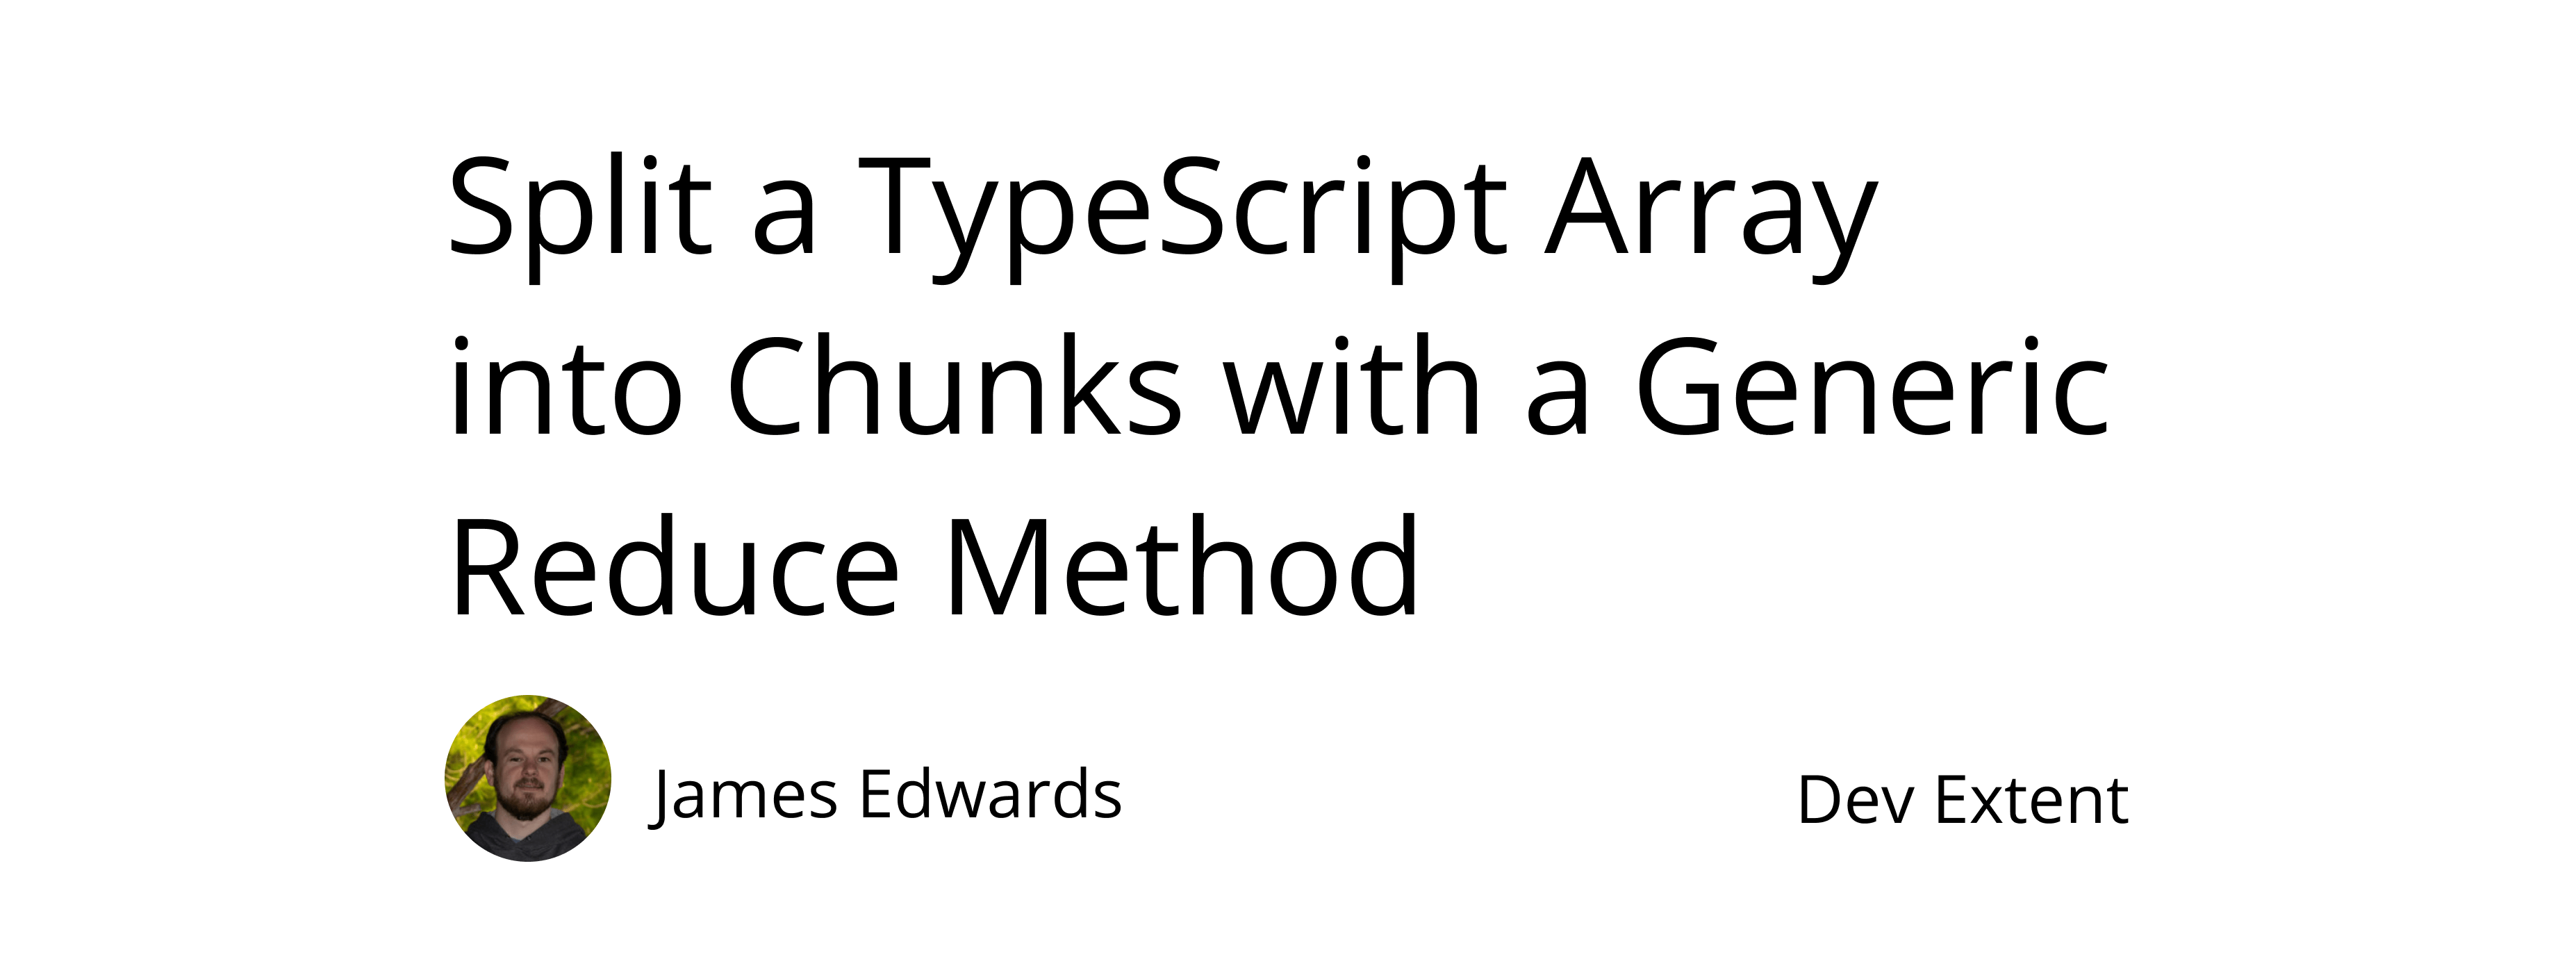 Split a TypeScript Array
into Chunks with a Generic
Reduce Method
James Edwards
Dev Extent